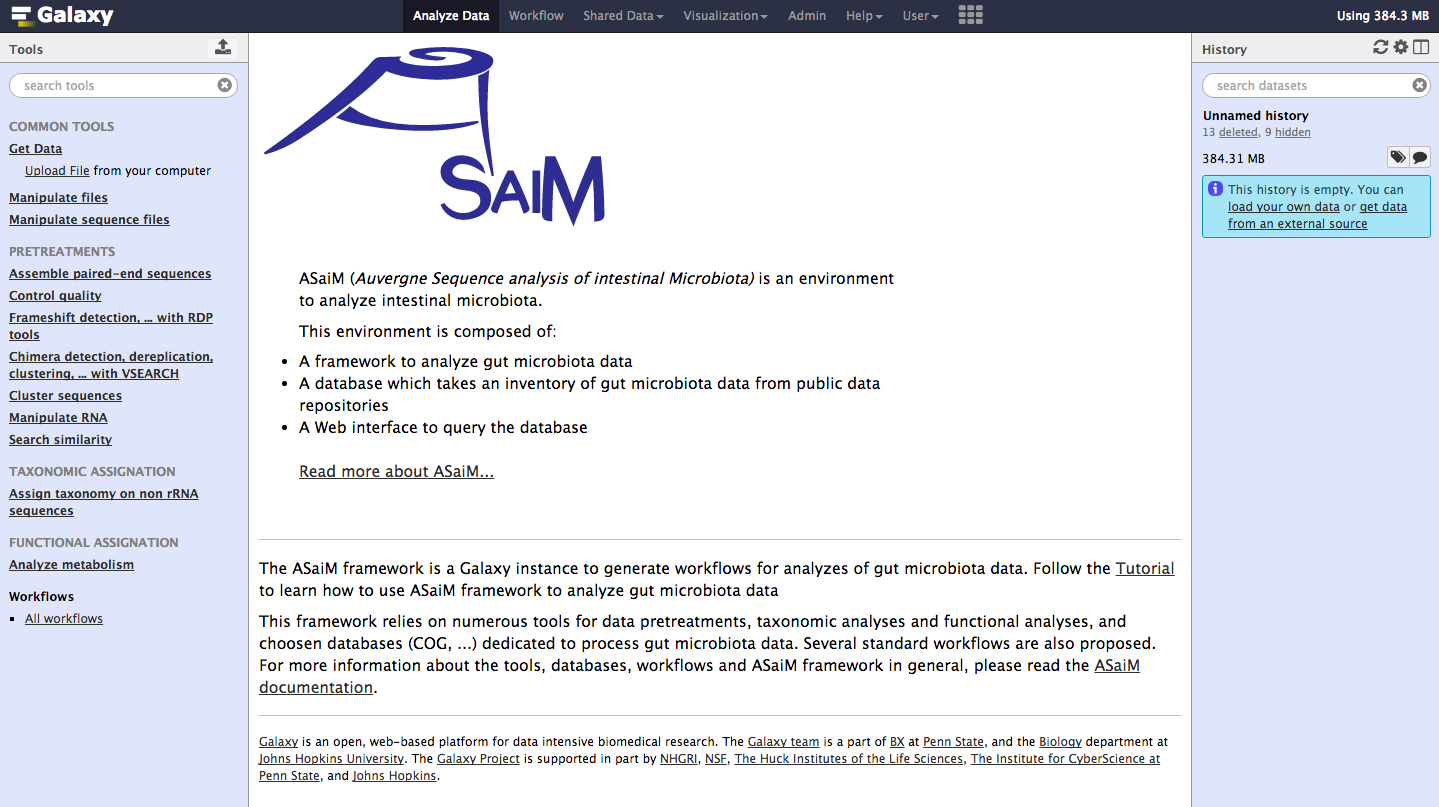 Galaxy
Analyze Data Workflow Shared Data Visualization Admin Help User
Using 384.3 MB
Tools
search tools
COMMON TOOLS
Get Data
Upload File from your computer
Manipulate files
Manipulate sequence files
PRETREATMENTS
Assemble paired-end sequences
Control quality
Frameshift detection, ... with RDP
tools
Chimera detection, dereplication,
clustering, ... with VSEARCH
Cluster sequences
Manipulate RNA
Search similarity
TAXONOMIC ASSIGNATION
Assign taxonomy on non rRNA
sequences
FUNCTIONAL ASSIGNATION
Analyze metabolism
Workflows
All workflows
ASAIM
ASaiM (Auvergne Sequence analysis of intestinal Microbiota) is an environment
to analyze intestinal microbiota.
This environment is composed of:
A framework to analyze gut microbiota data
A database which takes an inventory of gut microbiota data from public data
repositories
A Web interface to query the database
Read more about ASaiM...
The ASaiM framework is a Galaxy instance to generate workflows for analyzes of gut microbiota data. Follow the Tutorial
to learn how to use ASaiM framework to analyze gut microbiota data
This framework relies on numerous tools for data pretreatments, taxonomic analyses and functional analyses, and
choosen databases (COG, ...) dedicated to process gut microbiota data. Several standard workflows are also proposed.
For more information about the tools, databases, workflows and ASaiM framework in general, please read the ASaiM
documentation.
Galaxy is an open, web-based platform for data intensive biomedical research. The Galaxy team is a part of BX at Penn State, and the Biology department at
Johns Hopkins University. The Galaxy Project is supported in part by NHGRI, NSF, The Huck Institutes of the Life Sciences, The Institute for CyberScience at
Penn State, and Johns Hopkins.
History
search datasets
Unnamed history
13 deleted, 9 hidden
384.31 MB
This history is empty. You can
load your own data or get data
from an external source